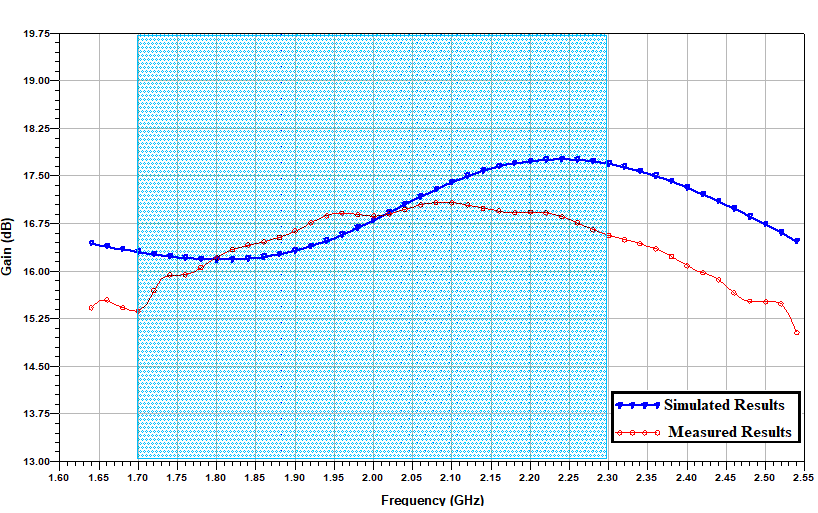 19.75
19.00
18.25
17.50
16.75
16.00
15.25
14.50
13.75
13.00
Gain (dB)
Simulated Results
Measured Results
1.60 1.65 1.70 1.75 1.80 1.85 1.90 1.95 2.00 2.05 2.10 2.15 2.20 2.25 2.30 2.35 2.40 2.45 2.50 2.55
Frequency (GHz)